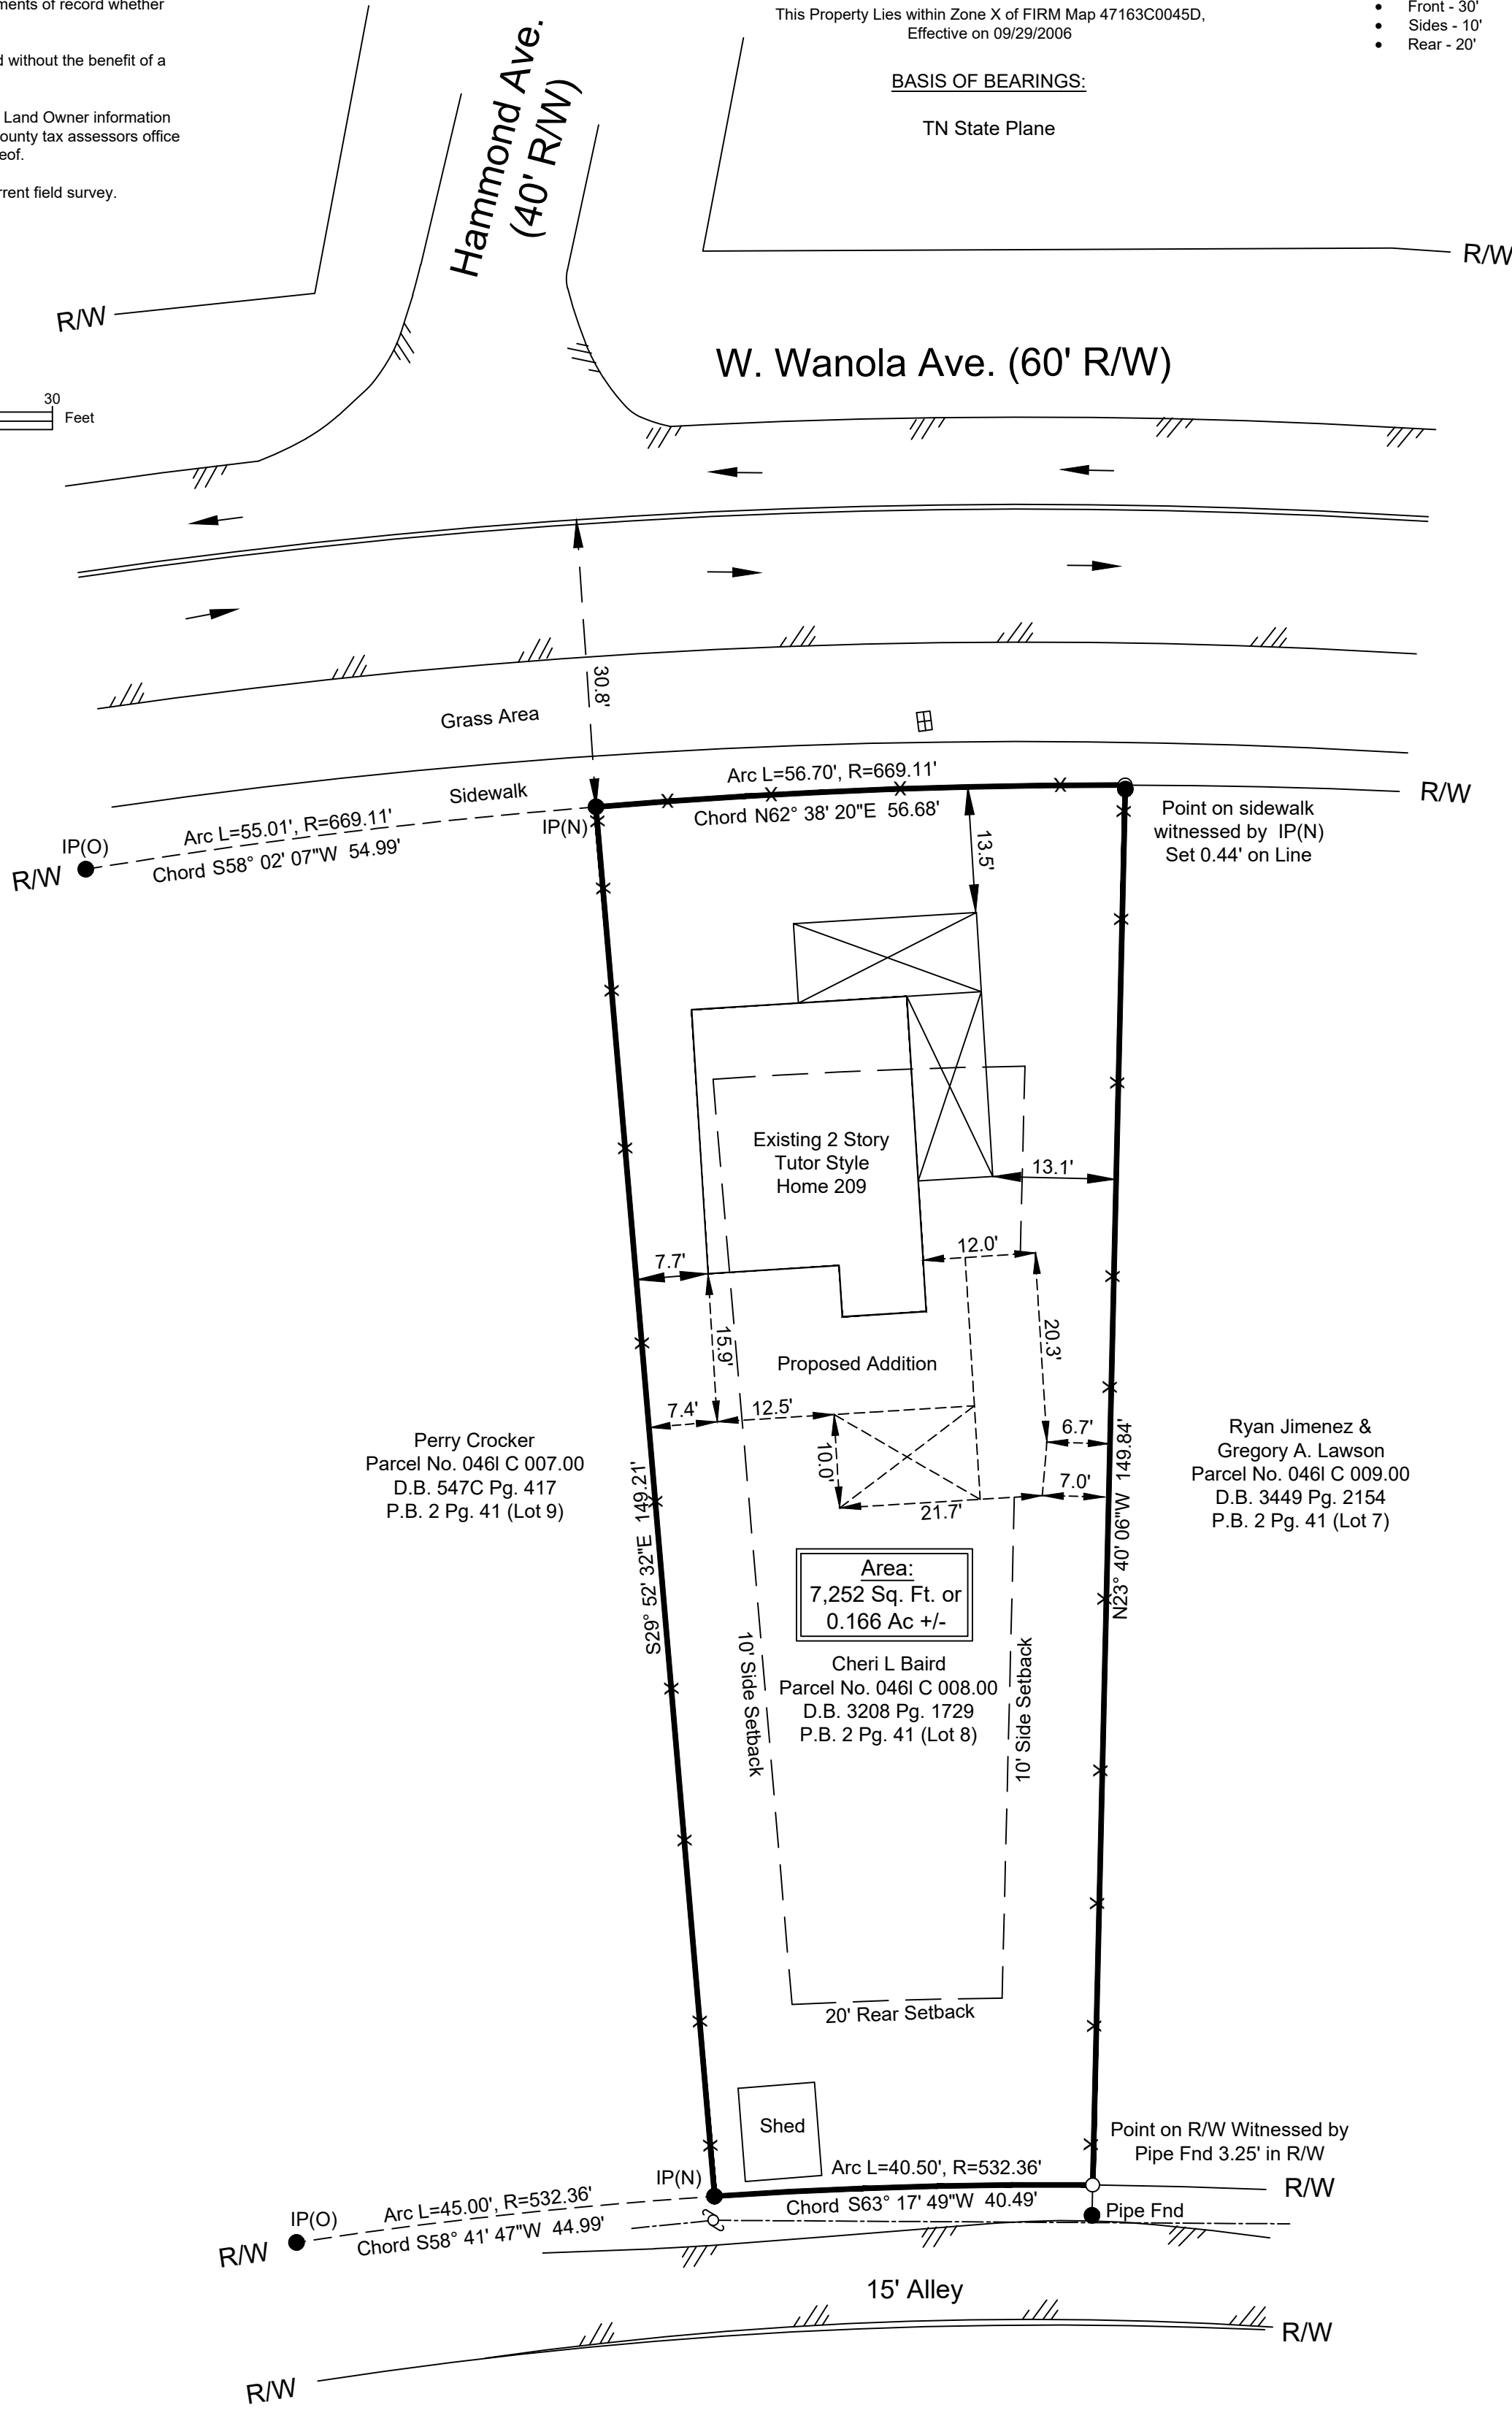 ments of record whether
d without the benefit of a
Land Owner information
ounty tax assessors office
eof.
rrent field survey.
30
Feet
This Property Lies within Zone X of FIRM Map 47163C0045D,
Effective on 09/29/2006
BASIS OF BEARINGS:
TN State Plane
• Front - 30'
• Sides - 10'
• Rear - 20'
Hammond Ave.
(40' R/W)
R/W
R/W
W. Wanola Ave. (60' R/W)
30.8'
Grass Area
Sidewalk
Arc L=56.70', R=669.11'
Chord N62° 38' 20"E 56.68'
R/W
IP(N)
Arc L=55.01', R=669.11'
Chord S58° 02' 07"W 54.99'
IP(O)
R/W
Point on sidewalk
witnessed by IP(N)
Set 0.44' on Line
13.5'
Existing 2 Story
Tutor Style
Home 209
13.1'
12.0'
7.7'
15.9'
20.3'
Proposed Addition
7.4'
12.5'
10.0'
6.7'
7.0'
21.7'
Perry Crocker
Parcel No. 046I C 007.00
D.B. 547C Pg. 417
P.B. 2 Pg. 41 (Lot 9)
S29° 52' 32"E 149.21'
N23° 40' 06"W 149.84'
Ryan Jimenez &
Gregory A. Lawson
Parcel No. 046I C 009.00
D.B. 3449 Pg. 2154
P.B. 2 Pg. 41 (Lot 7)
Area:
7,252 Sq. Ft. or
0.166 Ac +/-
Cheri L Baird
Parcel No. 046I C 008.00
D.B. 3208 Pg. 1729
P.B. 2 Pg. 41 (Lot 8)
10' Side Setback
10' Side Setback
20' Rear Setback
Shed
Point on R/W Witnessed by
Pipe Fnd 3.25' in R/W
IP(N)
Arc L=40.50', R=532.36'
Chord S63° 17' 49"W 40.49'
R/W
Pipe Fnd
IP(O)
Arc L=45.00', R=532.36'
Chord S58° 41' 47"W 44.99'
R/W
15' Alley
R/W
R/W